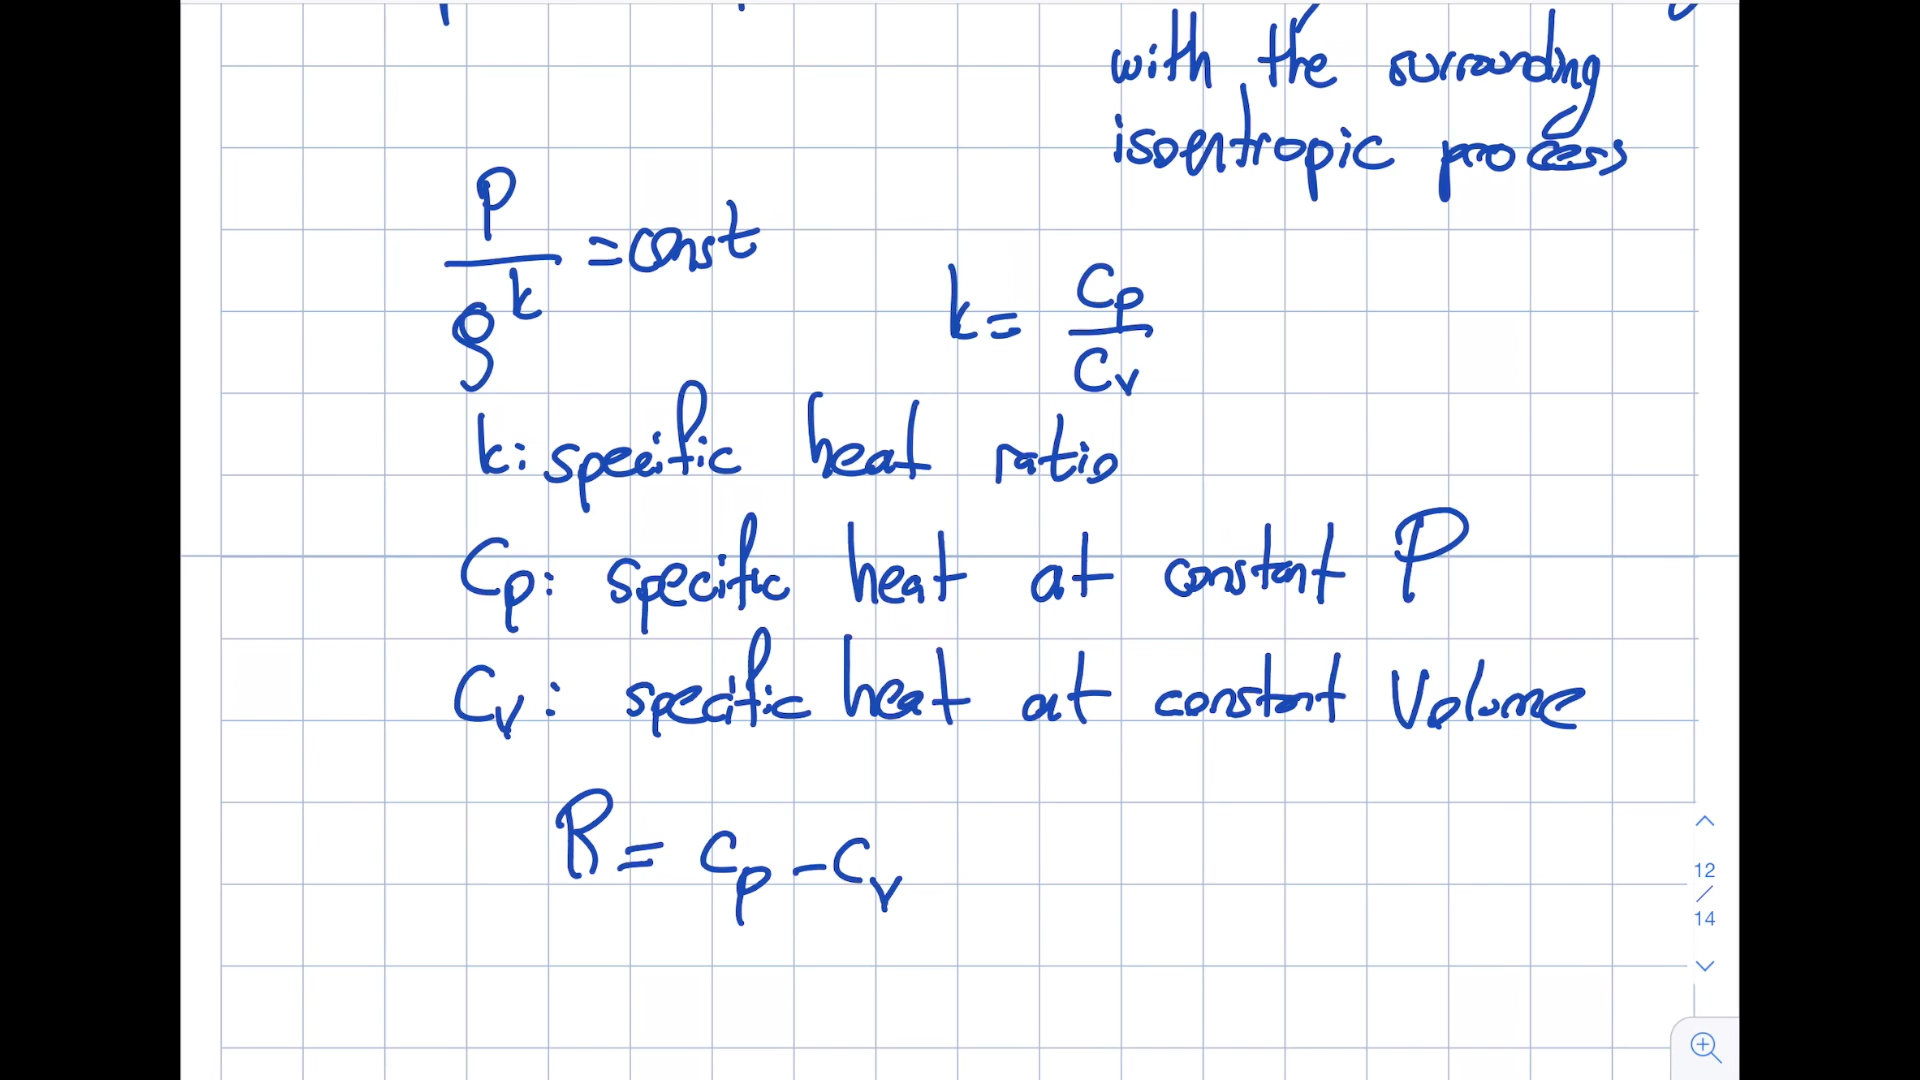 with the surrounding
isoentropic process
P/ρ^k = const
k = Cp/Cv
k: specific heat ratio
Cp: specific heat at constant P
Cv: specific heat at constant Volume
R = Cp - Cv
12
/
14